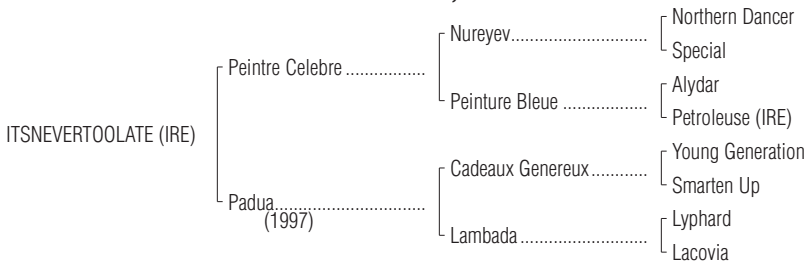 Northern Dancer
Nureyev
Special
Peintre Celebre
Alydar
Peinture Bleue
Petroleuse (IRE)
ITSNEVERTOOLATE (IRE)
Young Generation
Cadeaux Genereux
Smarten Up
Padua
(1997)
Lyphard
Lambada
Lacovia